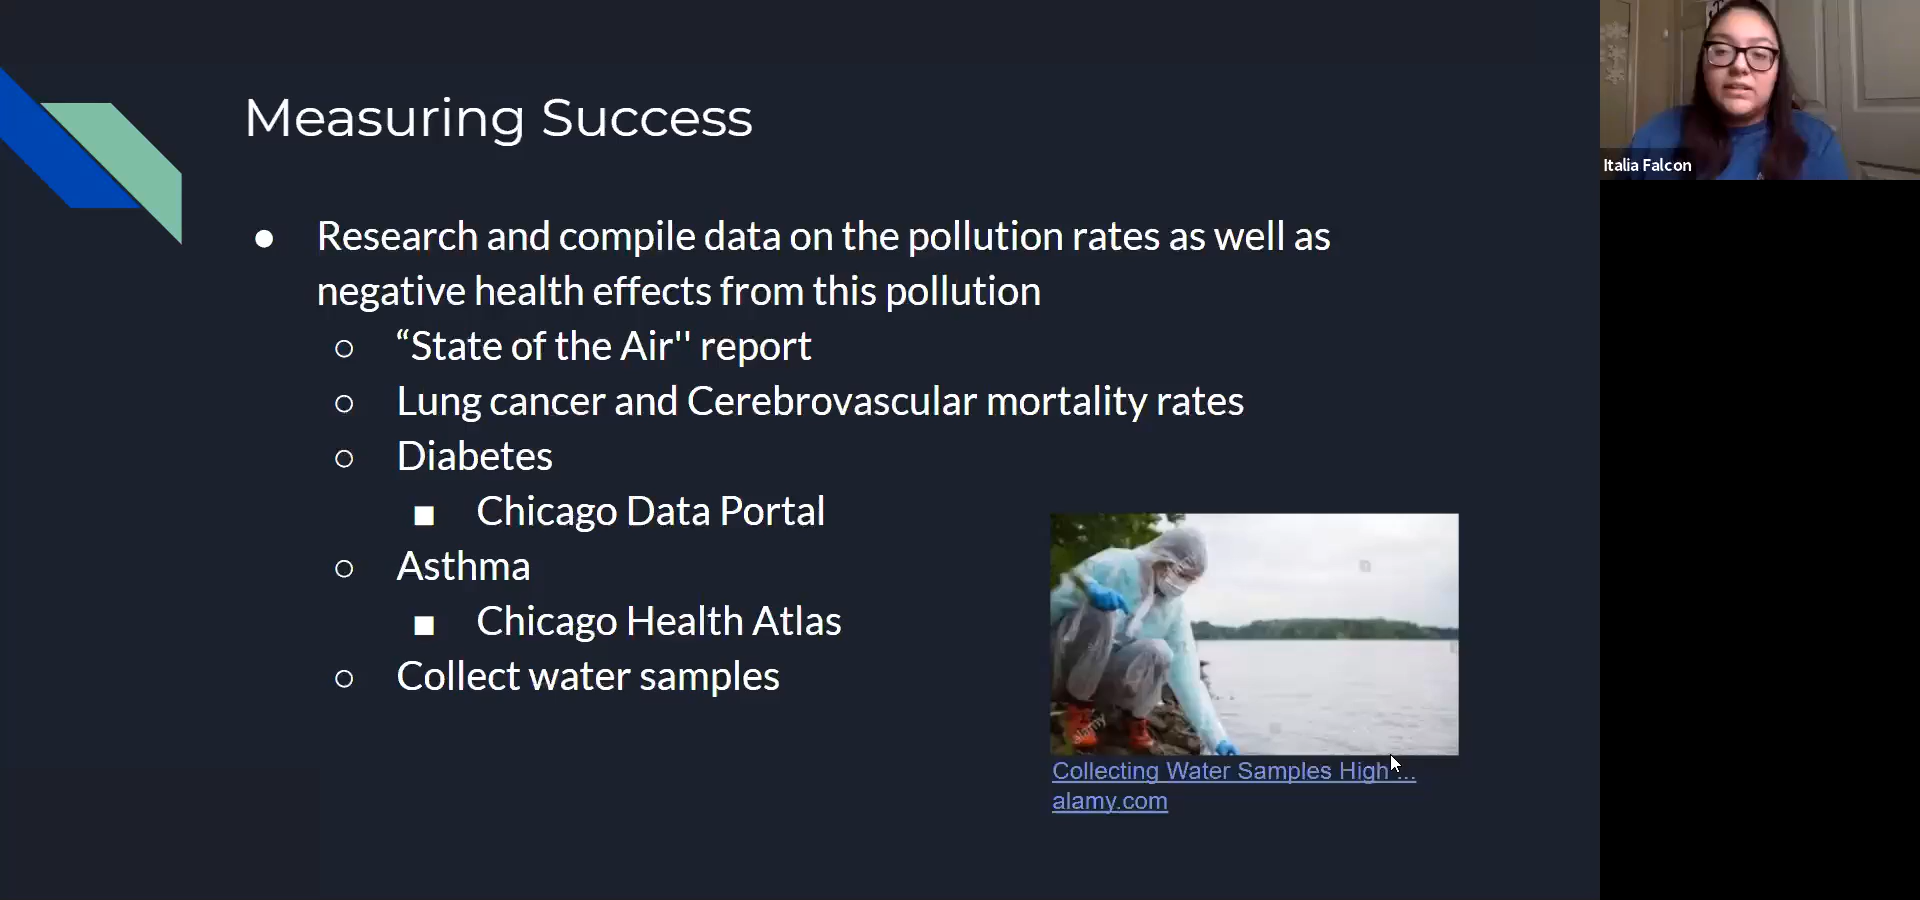 Measuring Success
Italia Falcon
● Research and compile data on the pollution rates as well as
negative health effects from this pollution
○ “State of the Air'' report
○ Lung cancer and Cerebrovascular mortality rates
○ Diabetes
■ Chicago Data Portal
○ Asthma
■ Chicago Health Atlas
○ Collect water samples
alamy
Collecting Water Samples High ...
alamy.com